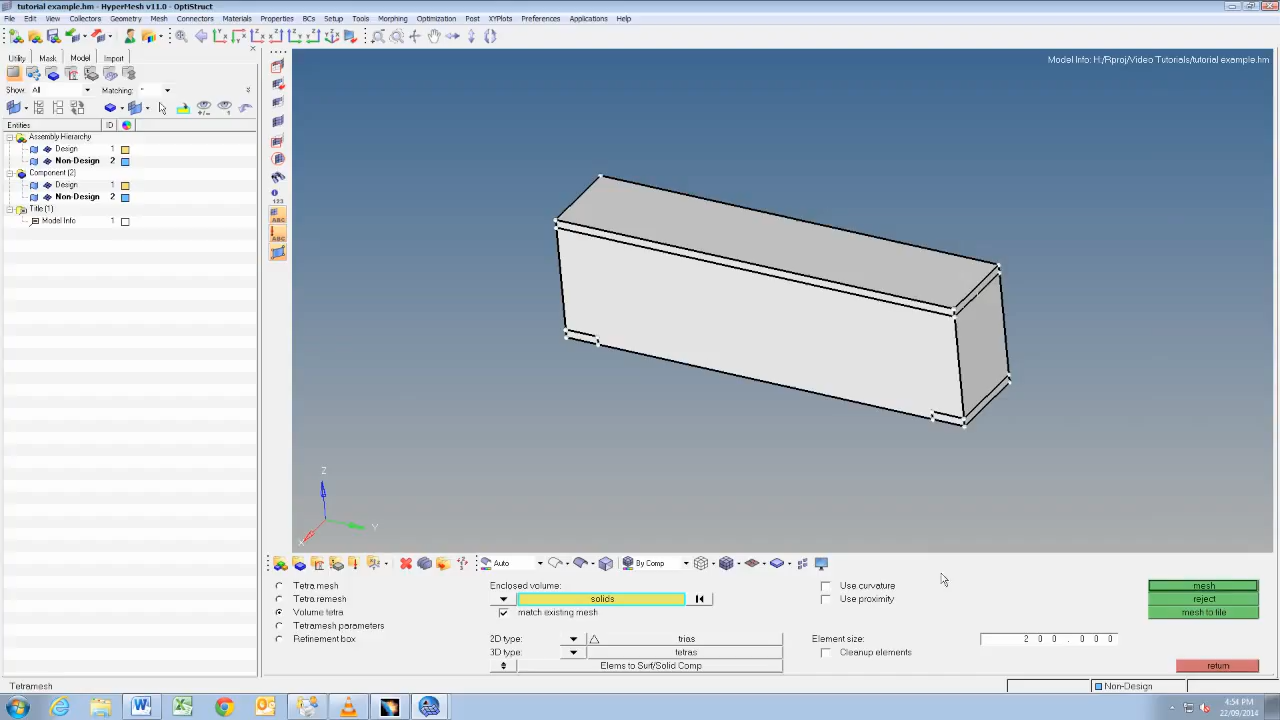 tutorial example.hm - HyperMesh v11.0 - OptiStruct
File Edit View Collectors Geometry Mesh Connectors Materials Properties BCs Setup Tools Morphing Optimization Post XYPlots Preferences Applications Help
Utility Mask Model Import
Model Info: H:/Rproj/Video Tutorials/tutorial example.hm
Show: All Matching: *
Entities ID
Assembly Hierarchy
Design 1
Non-Design 2
Component (2)
Design 1
Non-Design 2
Title (1)
Model Info 1
123
ABC
ABC
Z
Y
X
Auto By Comp
Tetra mesh Enclosed volume: Use curvature mesh
Tetra remesh solids Use proximity reject
Volume tetra match existing mesh mesh to file
Tetramesh parameters
Refinement box 2D type: trias Element size: 200.000
3D type: tetras Cleanup elements
Elems to Surf/Solid Comp return
Tetramesh Non-Design
4:54 PM
22/09/2014